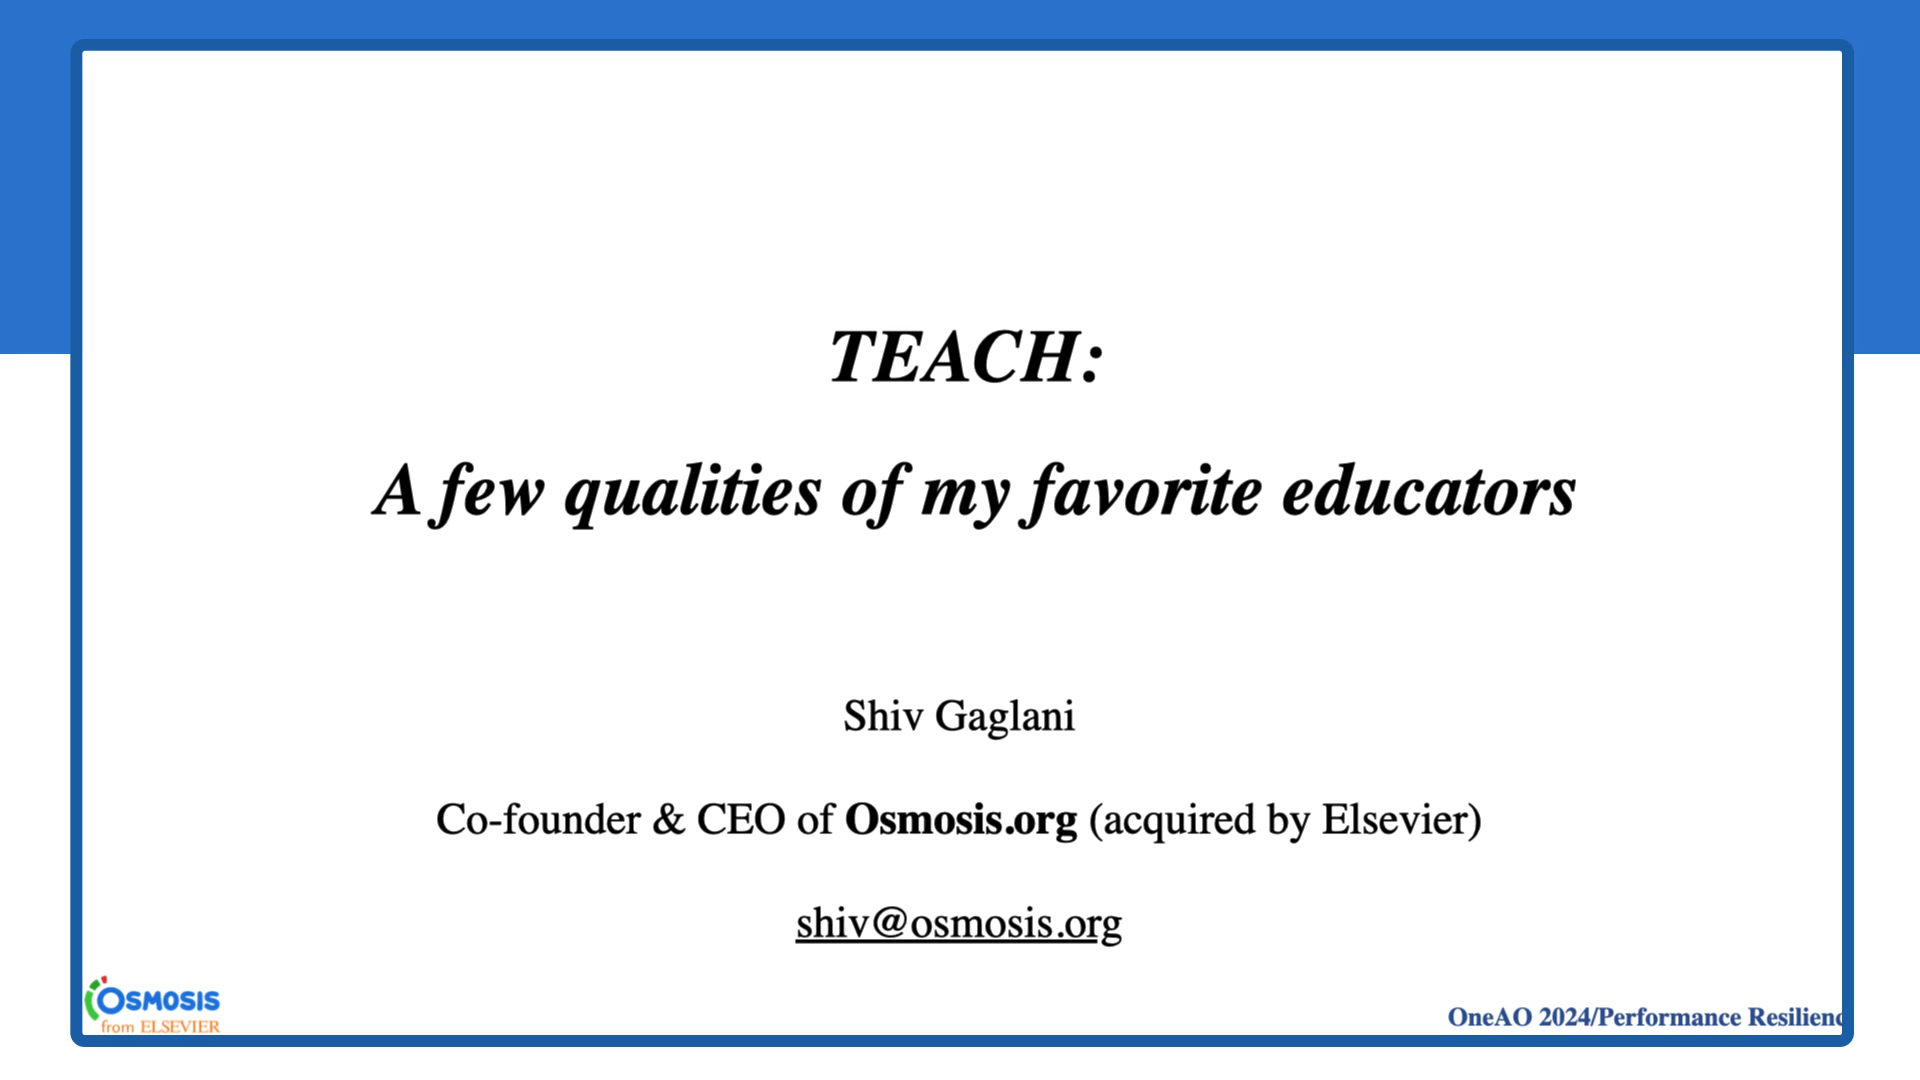 TEACH:
A few qualities of my favorite educators
Shiv Gaglani
Co-founder & CEO of Osmosis.org (acquired by Elsevier)
shiv@osmosis.org
OSMOSIS
from ELSEVIER
OneAO 2024/Performance Resilienc